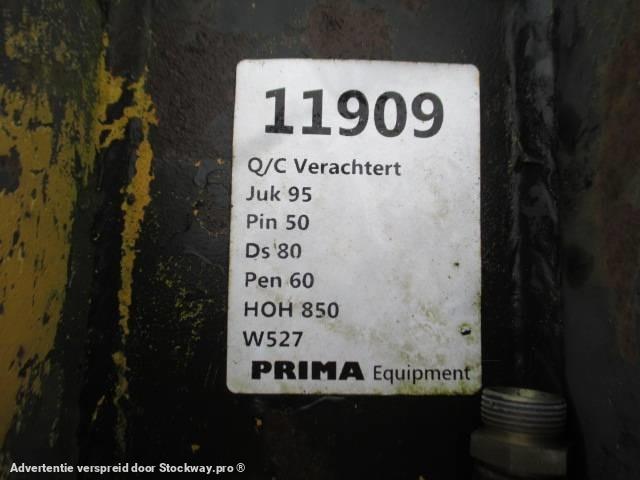 11909
Q/C Verachtert
Juk 95
Pin 50
Ds 80
Pen 60
HOH 850
W527
PRIMA Equipment
Advertentie verspreid door Stockway.pro ®